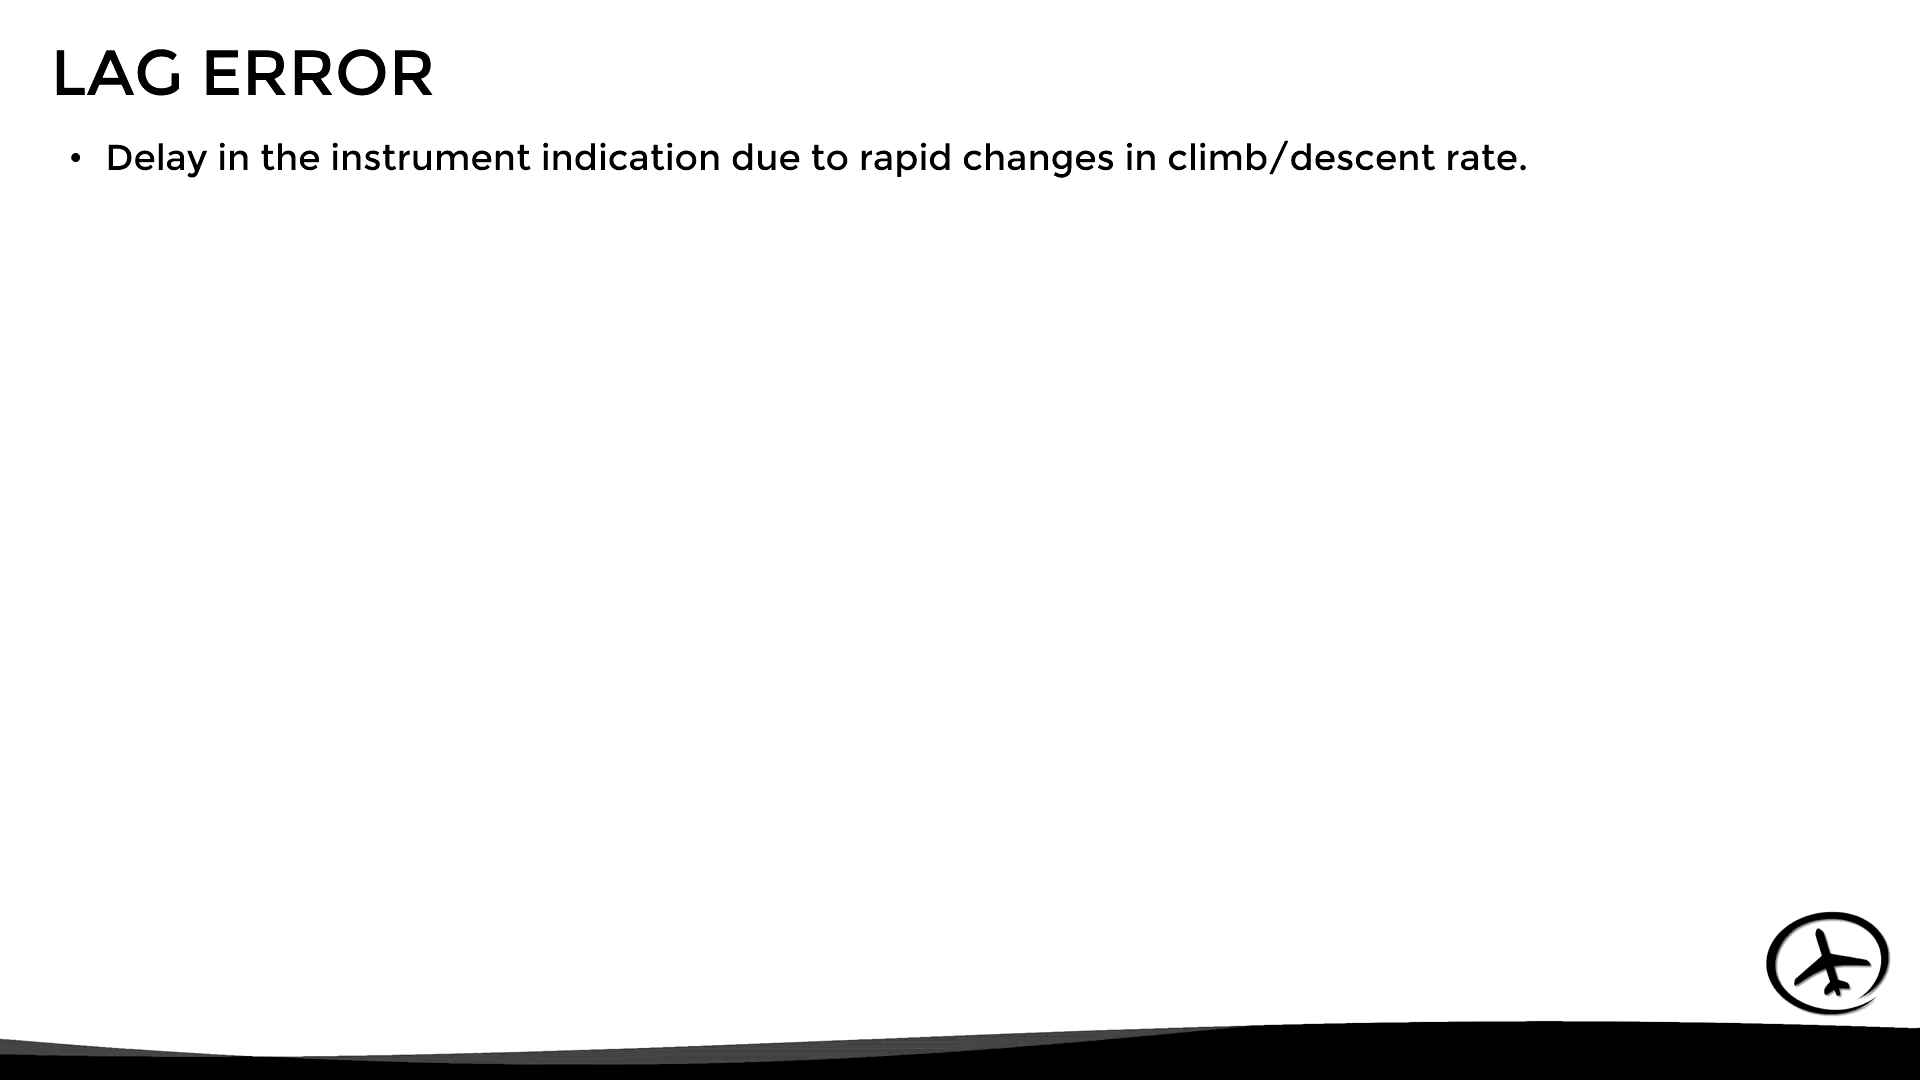 LAG ERROR
• Delay in the instrument indication due to rapid changes in climb/descent rate.